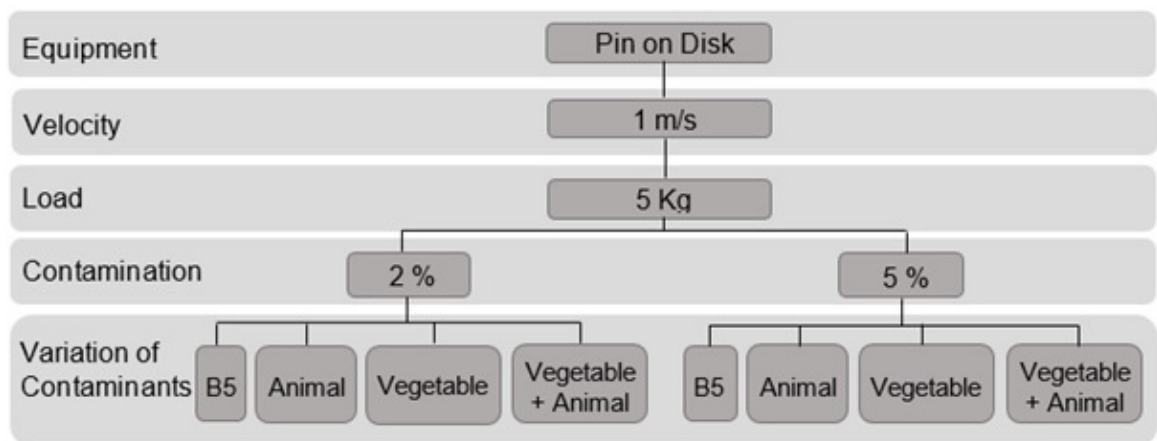 Equipment
Pin on Disk
Velocity
1 m/s
Load
5 Kg
Contamination
2 %
5 %
Variation of
Contaminants
B5
Animal
Vegetable
Vegetable
+ Animal
B5
Animal
Vegetable
Vegetable
+ Animal